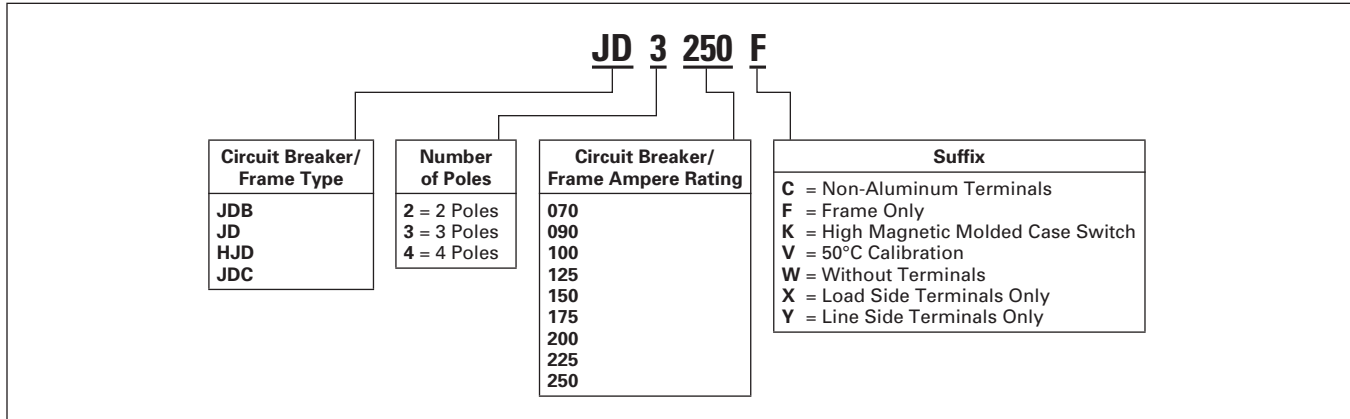 JD 3 250 F
Circuit Breaker/
Frame Type
JDB
JD
HJD
JDC
Number
of Poles
2 = 2 Poles
3 = 3 Poles
4 = 4 Poles
Circuit Breaker/
Frame Ampere Rating
070
090
100
125
150
175
200
225
250
Suffix
C = Non-Aluminum Terminals
F = Frame Only
K = High Magnetic Molded Case Switch
V = 50°C Calibration
W = Without Terminals
X = Load Side Terminals Only
Y = Line Side Terminals Only